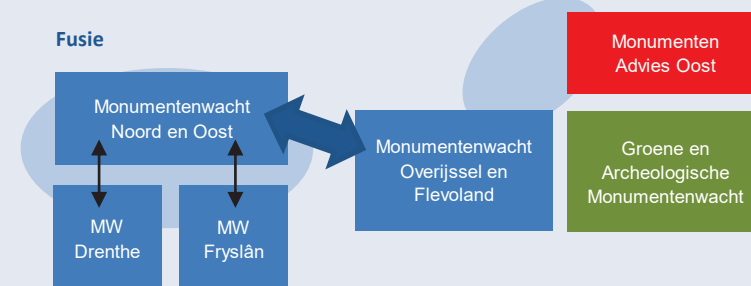 Fusie
Monumentenwacht
Noord en Oost
MW
Drenthe
MW
Fryslân
Monumentenwacht
Overijssel en
Flevoland
Monumenten
Advies Oost
Groene en
Archeologische
Monumentenwacht